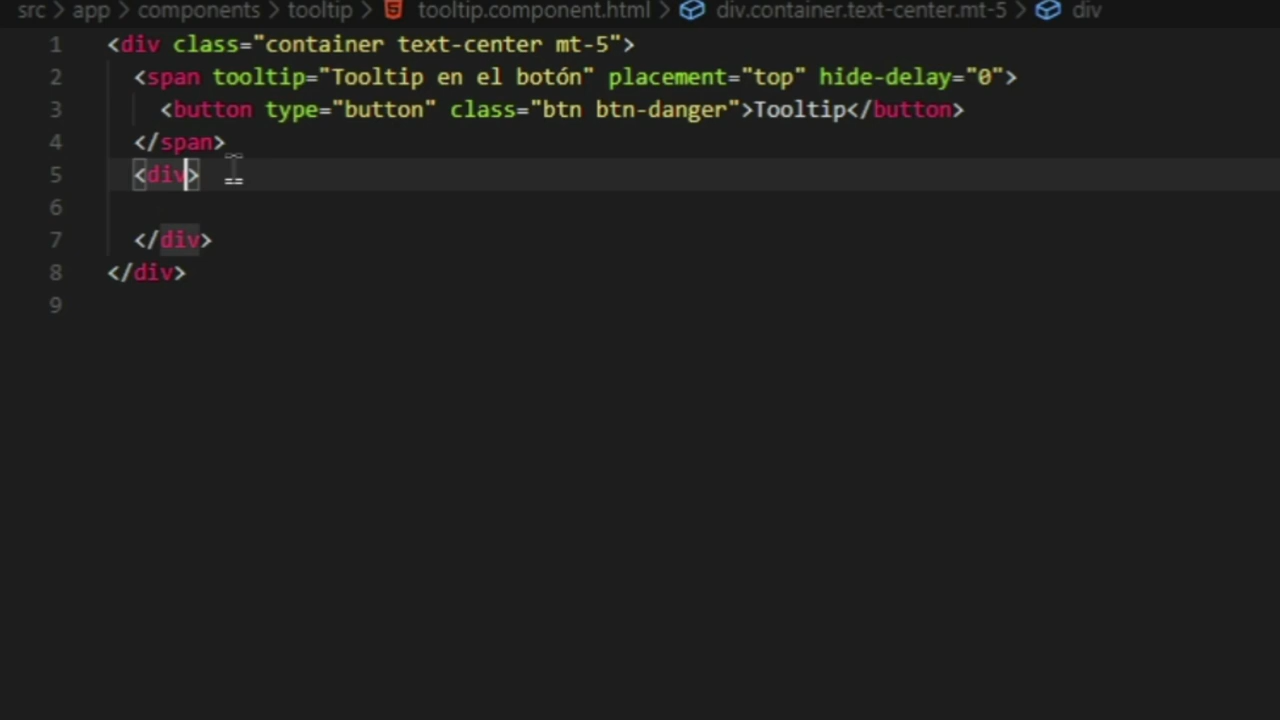 src > app > components > tooltip > tooltip.component.html > div.container.text-center.mt-5 > div
1 <div class="container text-center mt-5">
2 <span tooltip="Tooltip en el botón" placement="top" hide-delay="0">
3 <button type="button" class="btn btn-danger">Tooltip</button>
4 </span>
5 <div>
6
7 </div>
8 </div>
9